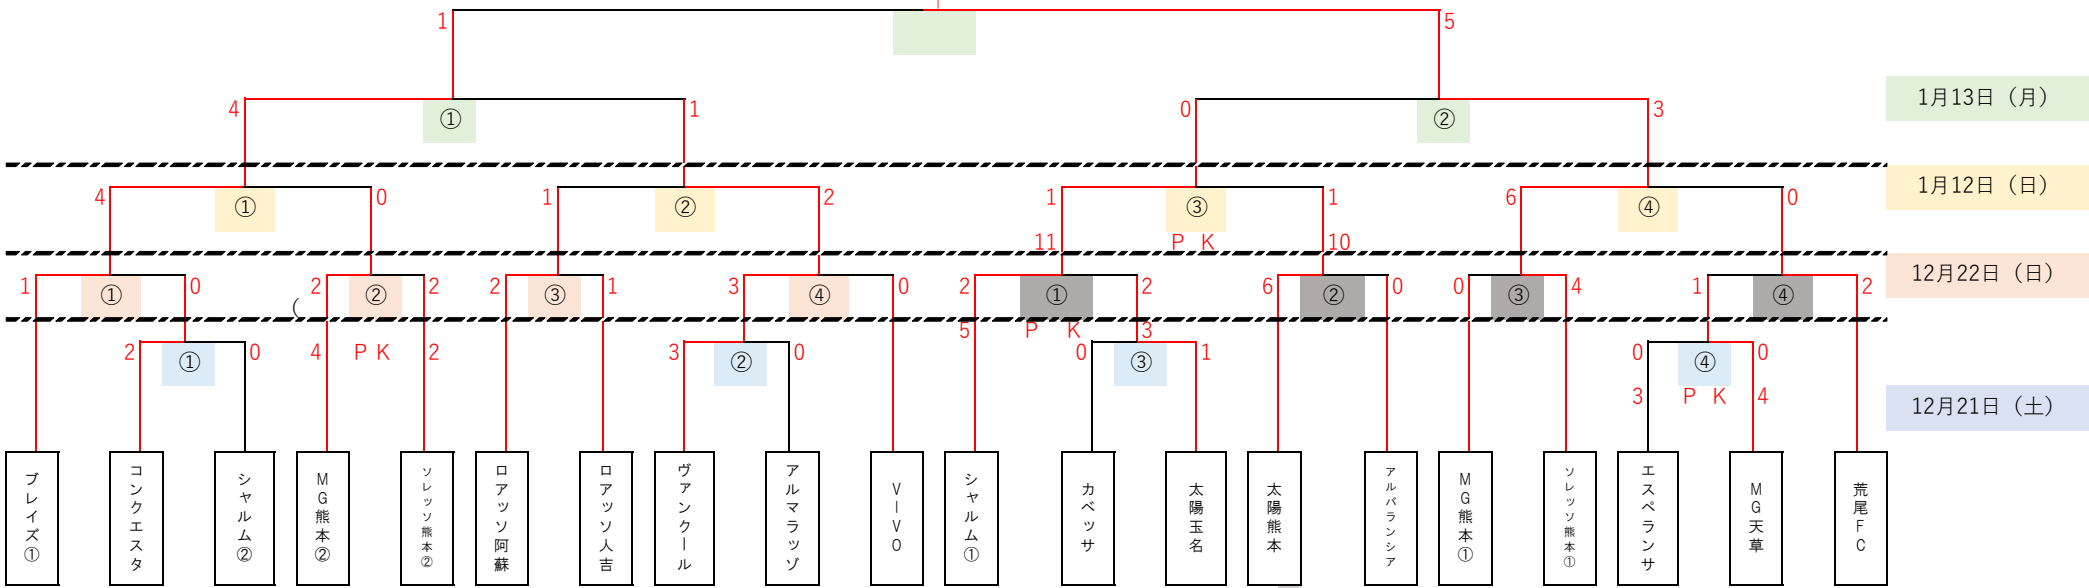 1 5
4 ① 1 0 ② 3 1月13日（月）
4 ① 0 1 ② 2 1 ③ 1 6 ④ 0 1月12日（日）
11 ＰＫ 10
1 ① 0 ( 2 ② 2 2 ③ 1 3 ④ 0 2 ① 2 6 ② 0 0 ③ 4 1 ④ 2 12月22日（日）
5 ＰＫ 3
2 ① 0 4 ＰＫ 2 3 ② 0 0 ③ 1 0 ④ 0
3 ＰＫ 4 12月21日（土）
ブレイズ①
コンクエスタ
シャルム②
ＭＧ熊本②
ソレッソ熊本②
ロアッソ阿蘇
ロアッソ人吉
ヴァンクール
アルマラッゾ
ＶＩＶＯ
シャルム①
カベッサ
太陽玉名
太陽熊本
アルバランシア
ＭＧ熊本①
ソレッソ熊本①
エスペランサ
ＭＧ天草
荒尾ＦＣ